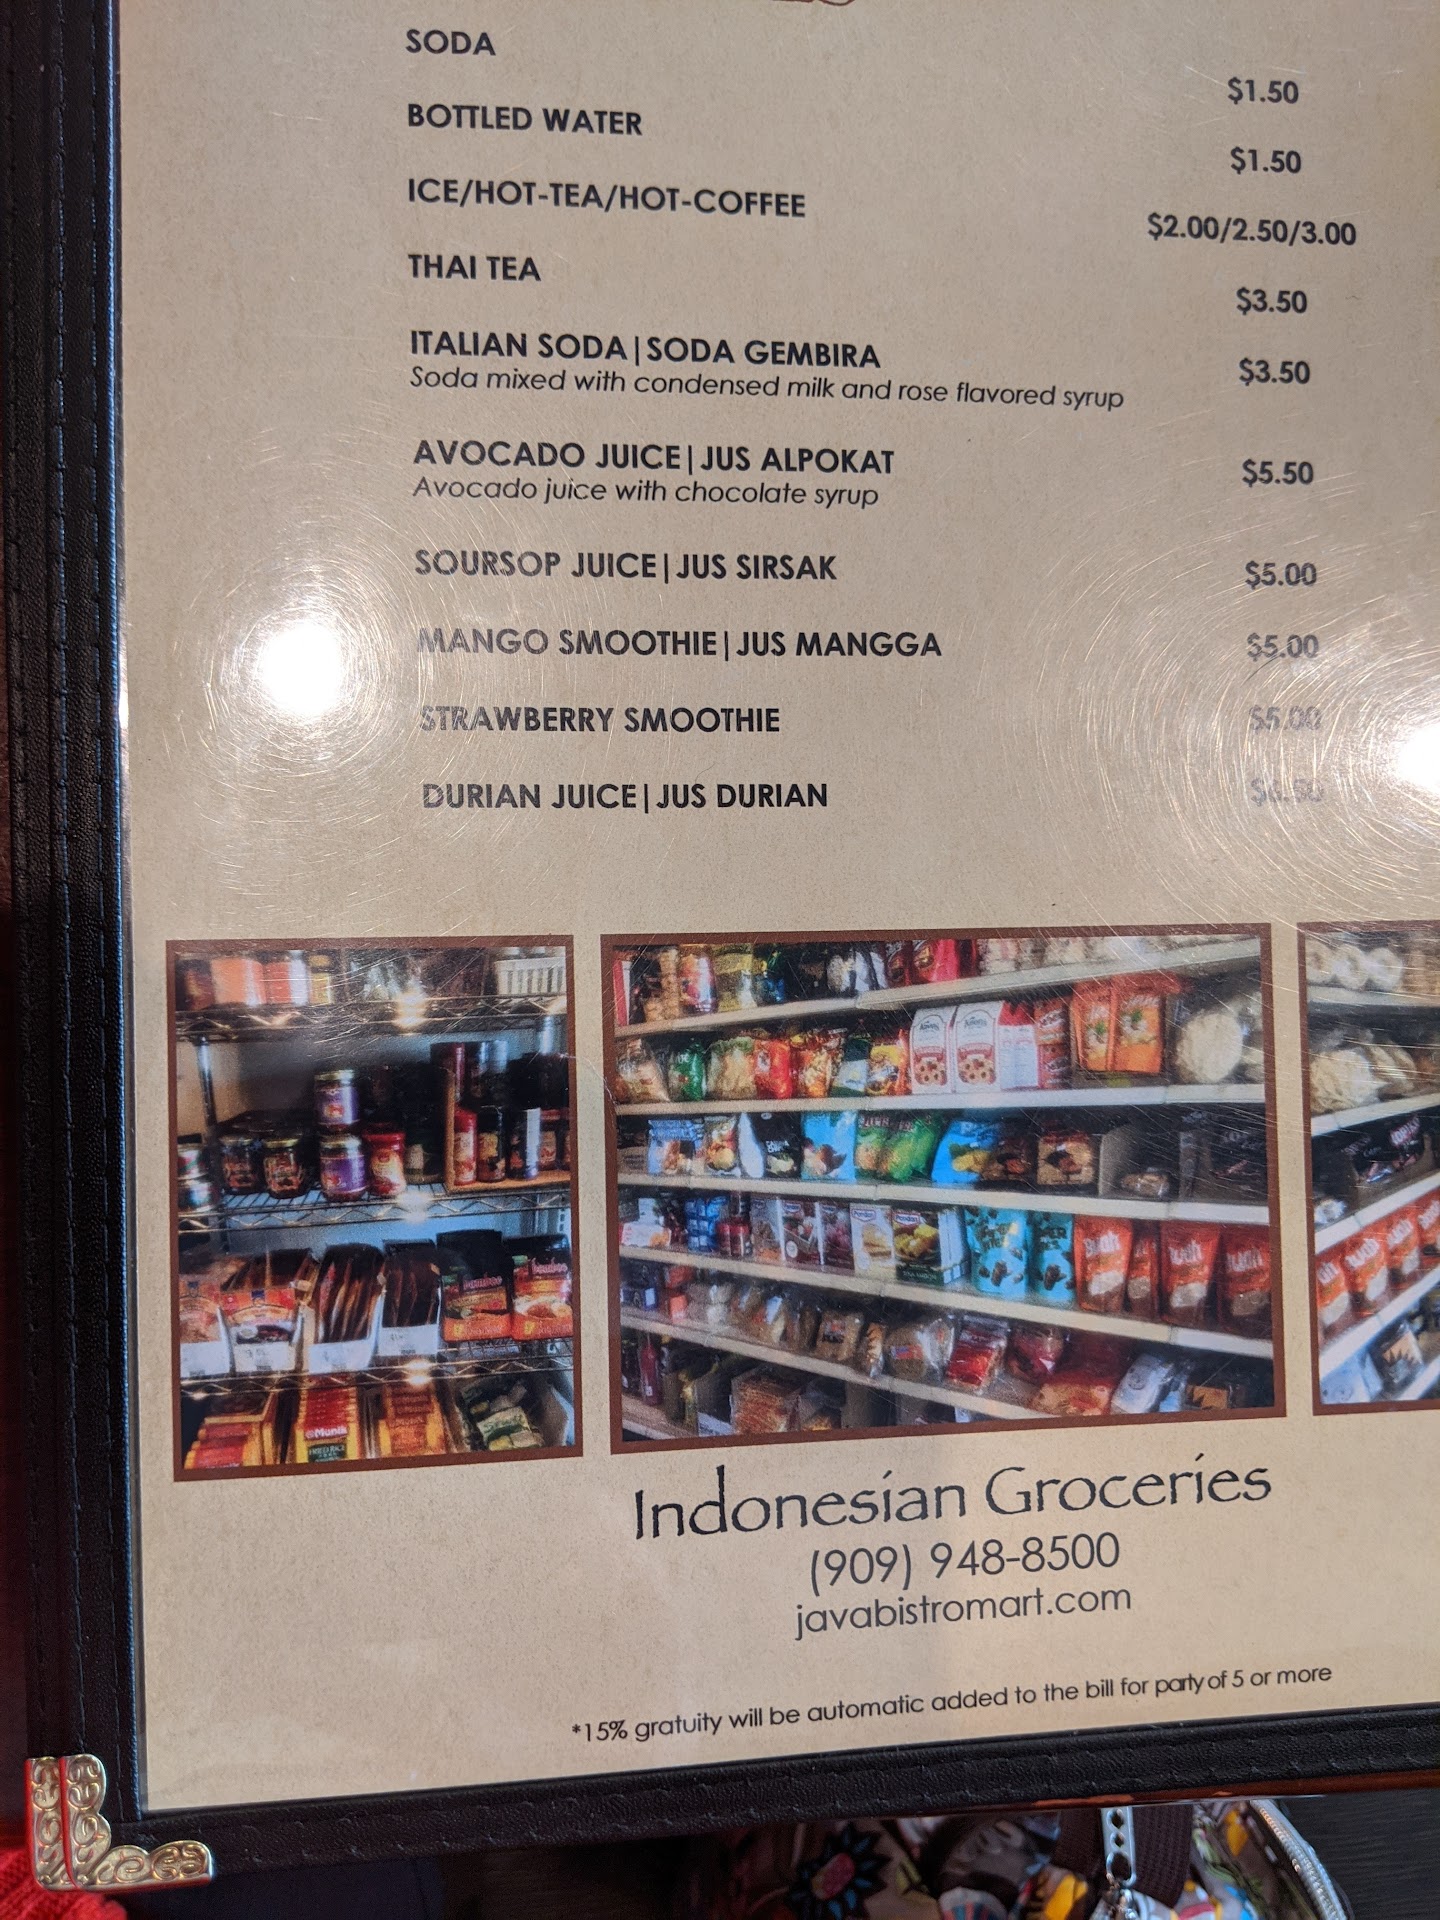 SODA
$1.50
BOTTLED WATER
$1.50
ICE/HOT-TEA/HOT-COFFEE
$2.00/2.50/3.00
THAI TEA
$3.50
ITALIAN SODA|SODA GEMBIRA
$3.50
Soda mixed with condensed milk and rose flavored syrup
AVOCADO JUICE|JUS ALPOKAT
$5.50
Avocado juice with chocolate syrup
SOURSOP JUICE|JUS SIRSAK
$5.00
MANGO SMOOTHIE|JUS MANGGA
$5.00
STRAWBERRY SMOOTHIE
$5.00
DURIAN JUICE|JUS DURIAN
Munik
Indonesian Groceries
(909) 948-8500
javabistromart.com
*15% gratuity will be automatic added to the bill for party of 5 or more